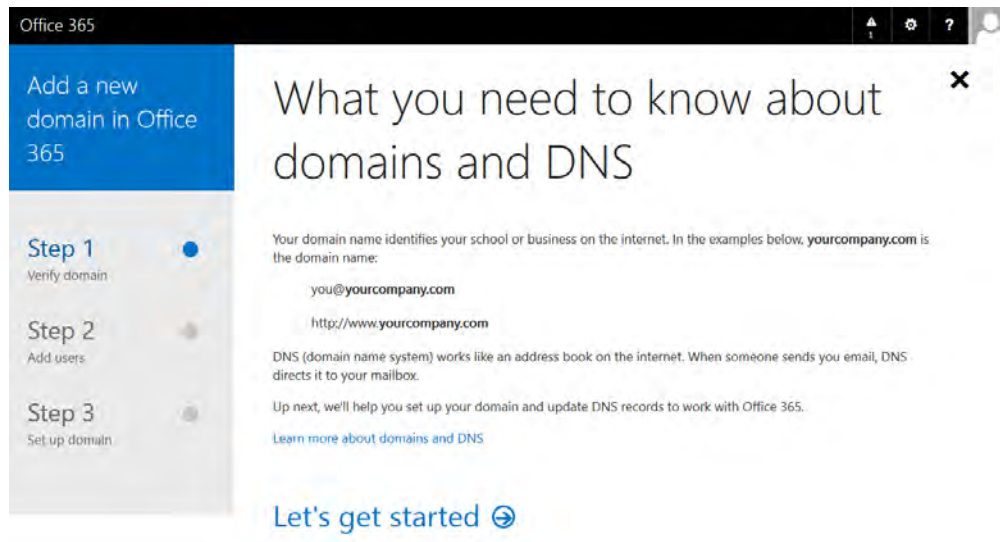 Office 365
1
?
Add a new
domain in Office
365
What you need to know about
domains and DNS
Step 1
Verify domain
Step 2
Add users
Step 3
Set up domain
Your domain name identifies your school or business on the internet. In the examples below, yourcompany.com is
the domain name:
you@yourcompany.com
http://www.yourcompany.com
DNS (domain name system) works like an address book on the internet. When someone sends you email, DNS
directs it to your mailbox.
Up next, we'll help you set up your domain and update DNS records to work with Office 365.
Learn more about domains and DNS
Let's get started